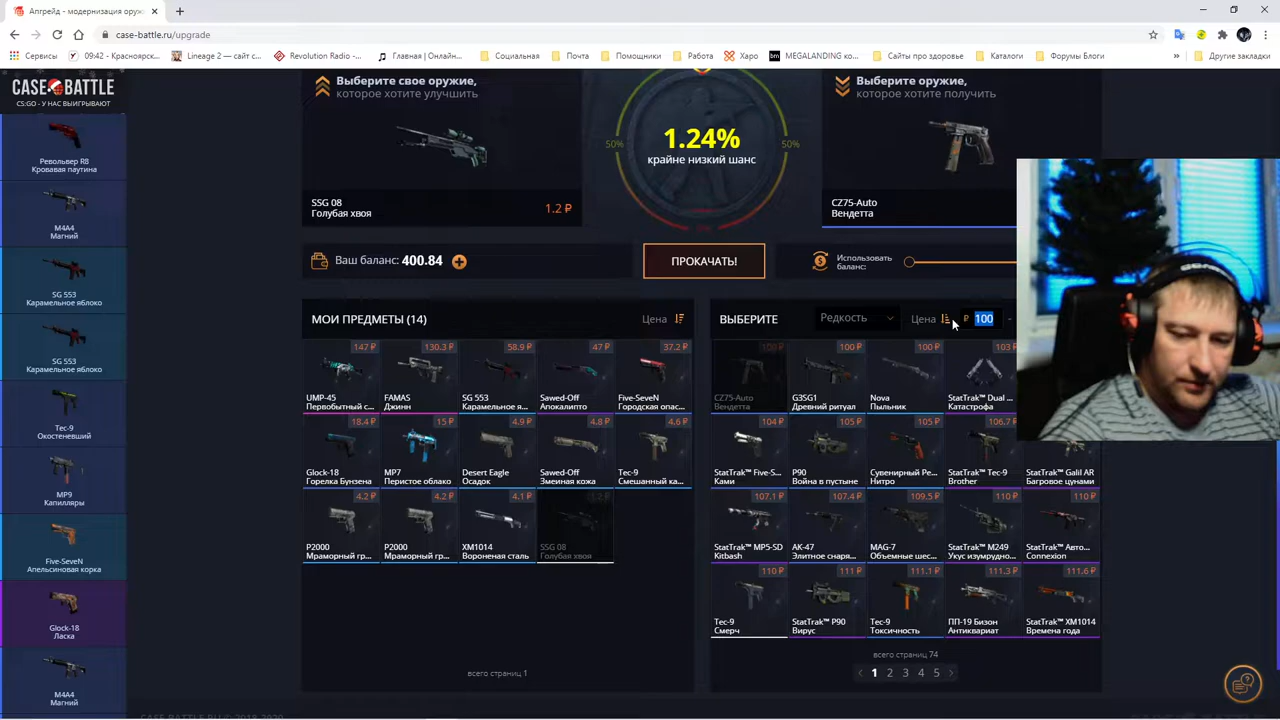 Апгрейд - модернизация оруж
case-battle.ru/upgrade
Сервисы
09:42 - Красноярск...
Lineage 2 — сайт с...
Revolution Radio -...
Главная | Онлайн...
Социальная
Почта
Помощники
Работа
Харо
MEGALANDING ко...
Сайты про здоровье
Каталоги
Форумы Блоги
»
Другие закладки
CASE BATTLE
CS:GO - У НАС ВЫИГРЫВАЮТ
Револьвер R8
Кровавая паутина
M4A4
Магний
SG 553
Карамельное яблоко
SG 553
Карамельное яблоко
Tec-9
Окостеневший
MP9
Капилляры
Five-SeveN
Апельсиновая корка
Glock-18
Ласка
M4A4
Магний
Выберите свое оружие,
которое хотите улучшить
SSG 08
Голубая хвоя
1.2 ₽
50%
1.24%
крайне низкий шанс
50%
Выберите оружие,
которое хотите получить
CZ75-Auto
Вендетта
Ваш баланс: 400.84
ПРОКАЧАТЬ!
Использовать
баланс:
МОИ ПРЕДМЕТЫ (14)
Цена
147 ₽
UMP-45
Первобытный с...
130.3 ₽
FAMAS
Джинн
58.9 ₽
SG 553
Карамельное я...
47 ₽
Sawed-Off
Апокалипто
37.2 ₽
Five-SeveN
Городская опас...
18.4 ₽
Glock-18
Горелка Бунзена
15 ₽
MP7
Перистое облако
4.9 ₽
Desert Eagle
Осадок
4.8 ₽
Sawed-Off
Змеиная кожа
4.6 ₽
Tec-9
Смешанный ка...
4.2 ₽
P2000
Мраморный гр...
4.2 ₽
P2000
Мраморный гр...
4.1 ₽
XM1014
Вороненая сталь
1.2 ₽
SSG 08
Голубая хвоя
всего страниц 1
ВЫБЕРИТЕ
Редкость
Цена
₽ 100 -
100 ₽
CZ75-Auto
Вендетта
100 ₽
G3SG1
Древний ритуал
100 ₽
Nova
Пыльник
103 ₽
StatTrak™ Dual ...
Катастрофа
104 ₽
StatTrak™ Five-S...
Ками
105 ₽
P90
Война в пустыне
105 ₽
Сувенирный Ре...
Нитро
106.7 ₽
StatTrak™ Tec-9
Brother
StatTrak™ Galil AR
Багровое цунами
107.1 ₽
StatTrak™ MP5-SD
Kitbash
107.4 ₽
AK-47
Элитное снаря...
109.5 ₽
MAG-7
Объемные шес...
110 ₽
StatTrak™ M249
Укус изумрудно...
110 ₽
StatTrak™ Авто...
Connexion
110 ₽
Tec-9
Смерч
111 ₽
StatTrak™ P90
Вирус
111.1 ₽
Tec-9
Токсичность
111.3 ₽
ПП-19 Бизон
Антиквариат
111.6 ₽
StatTrak™ XM1014
Времена года
всего страниц 74
1 2 3 4 5